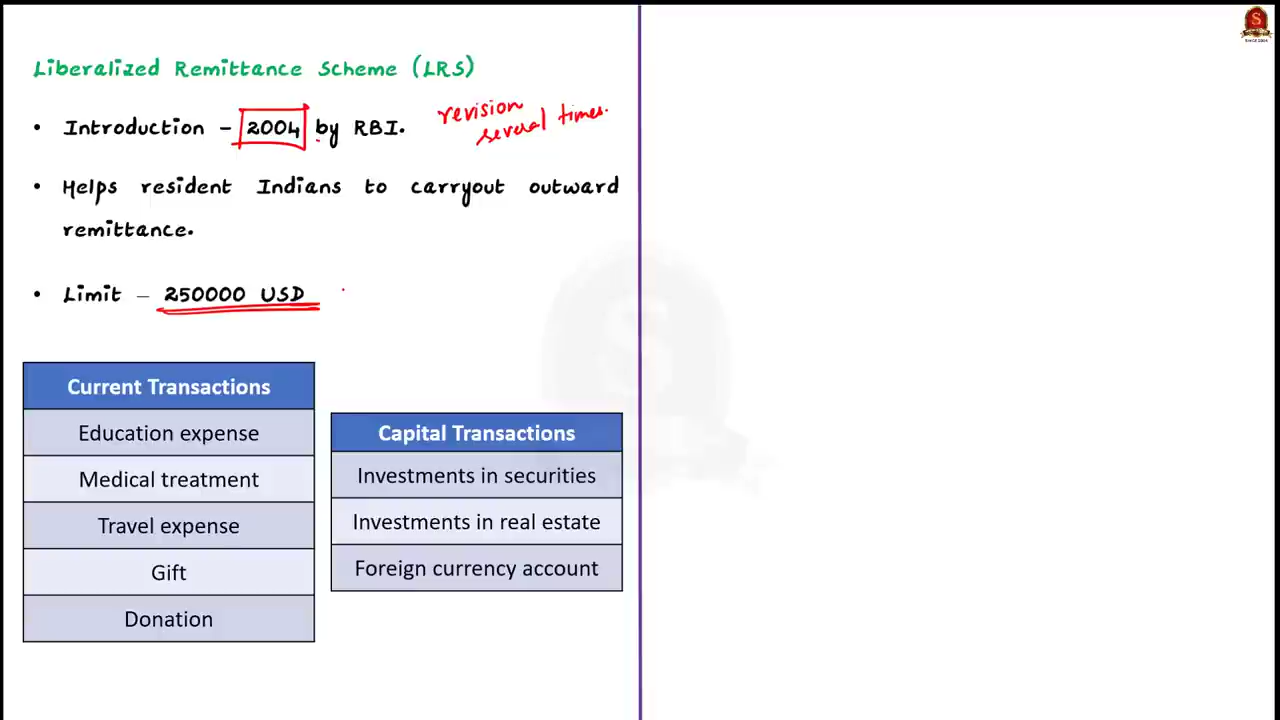 Liberalized Remittance Scheme (LRS)
• Introduction – 2004 by RBI.
revision
several times.
• Helps resident Indians to carryout outward
remittance.
• Limit – 250000 USD
Current Transactions
Education expense
Medical treatment
Travel expense
Gift
Donation
Capital Transactions
Investments in securities
Investments in real estate
Foreign currency account
S
SINCE 2004
S